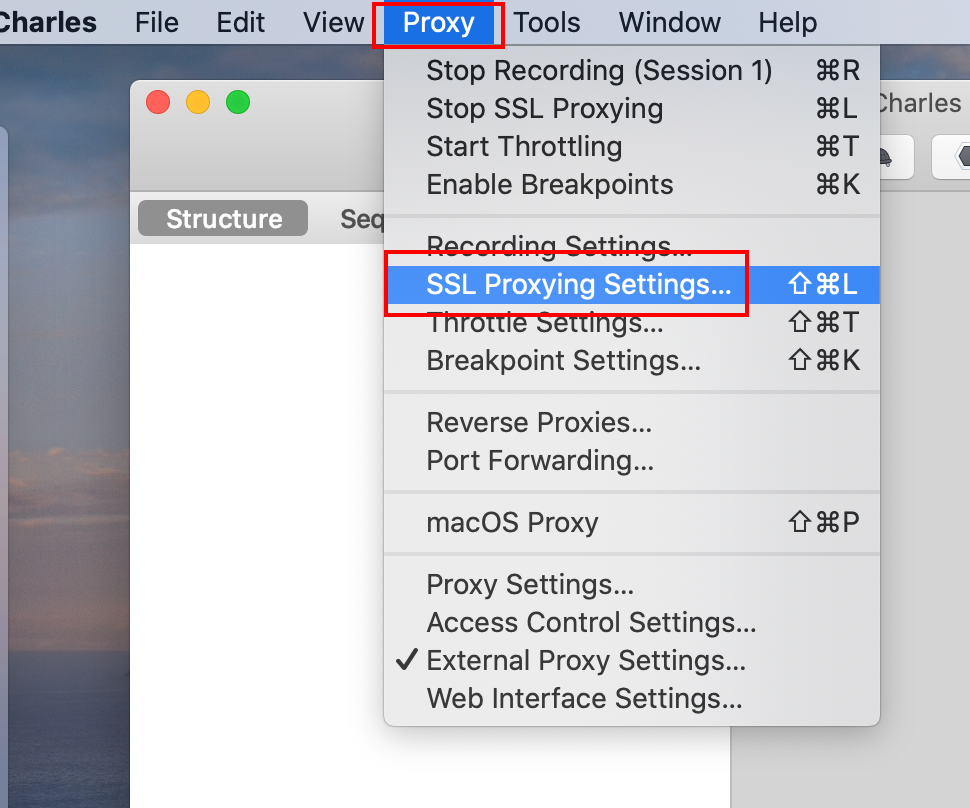 Charles File Edit View Proxy Tools Window Help
Stop Recording (Session 1) ⌘R
Charles
Stop SSL Proxying ⌘L
Start Throttling ⌘T
Enable Breakpoints ⌘K
Structure Seq
Recording Settings...
SSL Proxying Settings... ⇧⌘L
Throttle Settings... ⇧⌘T
Breakpoint Settings... ⇧⌘K
Reverse Proxies...
Port Forwarding...
macOS Proxy ⇧⌘P
Proxy Settings...
Access Control Settings...
✓ External Proxy Settings...
Web Interface Settings...